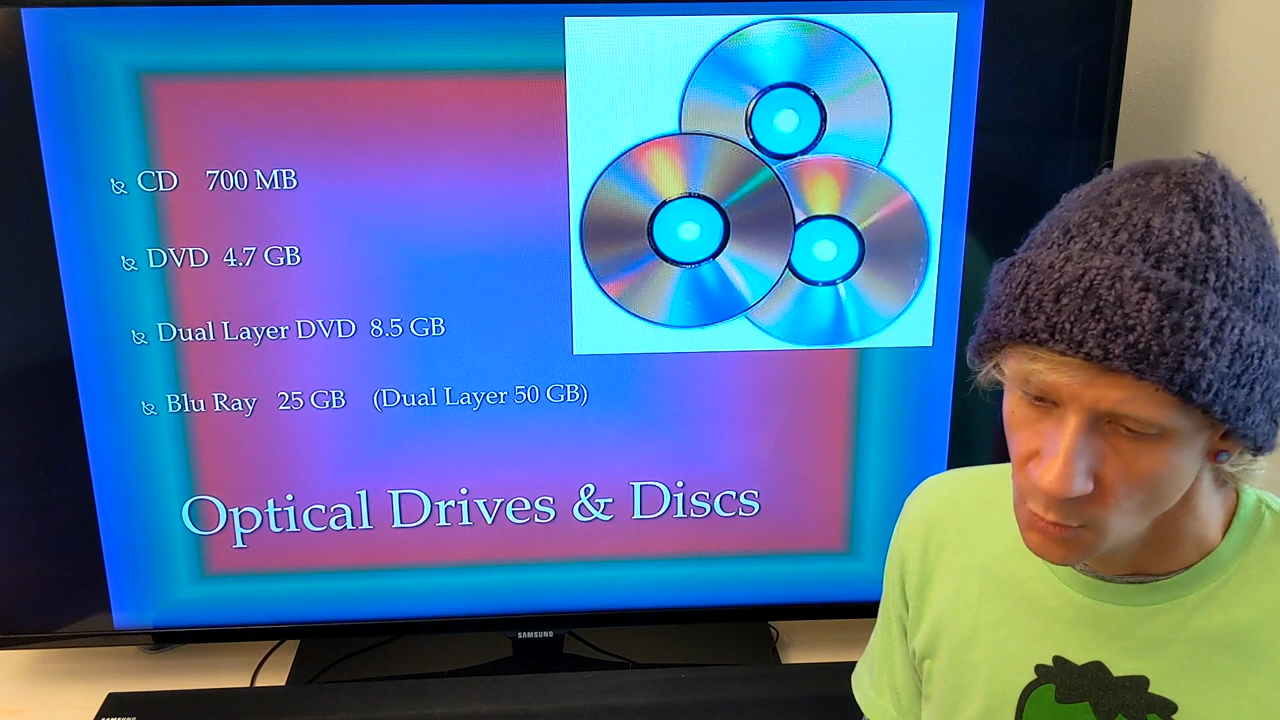 CD 700 MB
DVD 4.7 GB
Dual Layer DVD 8.5 GB
Blu Ray 25 GB (Dual Layer 50 GB)
Optical Drives & Discs
SAMSUNG
SAMSUNG